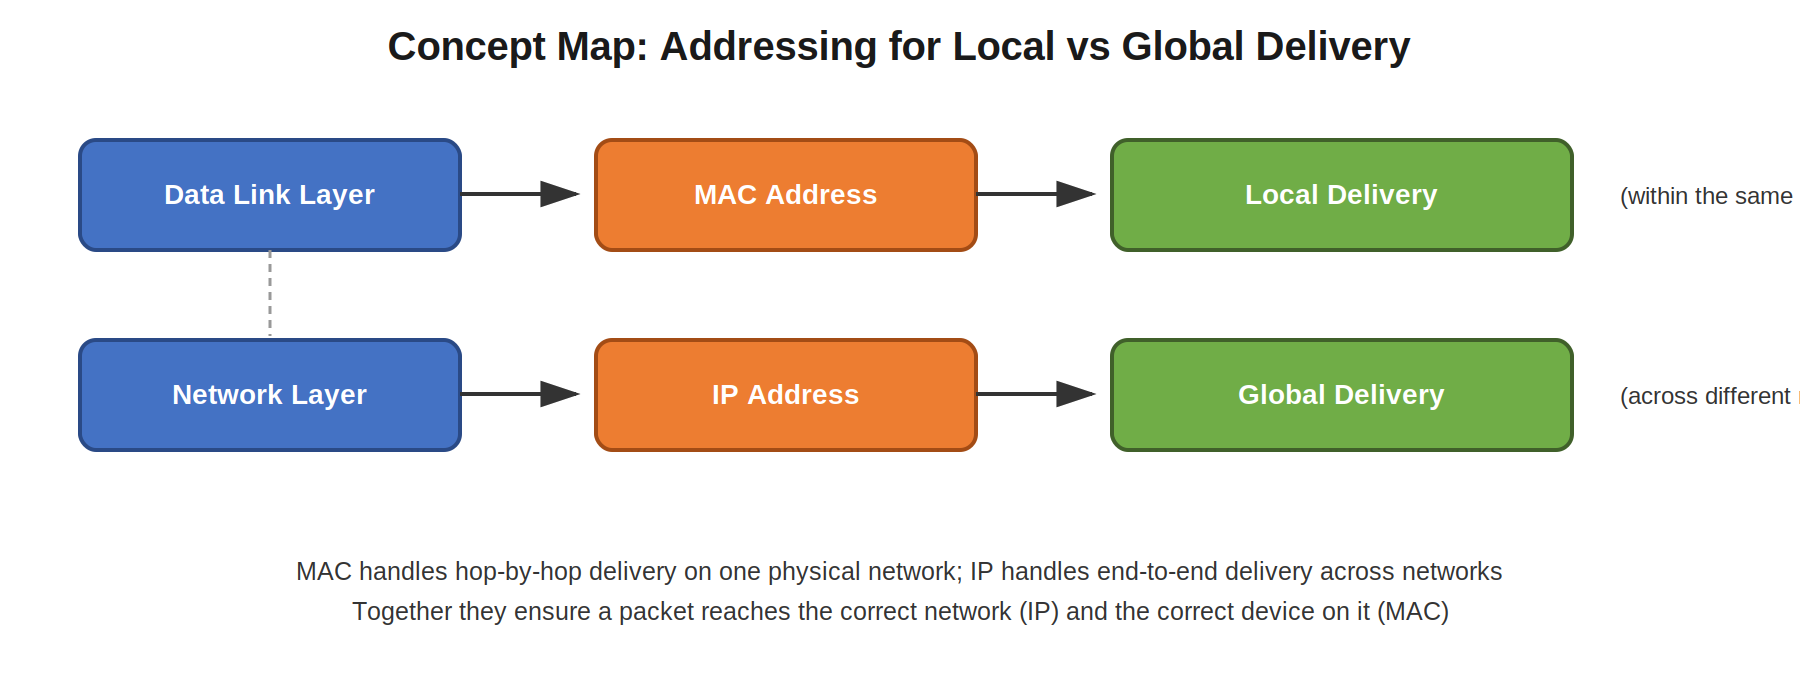 Concept Map: Addressing for Local vs Global Delivery
Data Link Layer
MAC Address
Local Delivery
(within the same
Network Layer
IP Address
Global Delivery
(across different
MAC handles hop-by-hop delivery on one physical network; IP handles end-to-end delivery across networks
Together they ensure a packet reaches the correct network (IP) and the correct device on it (MAC)